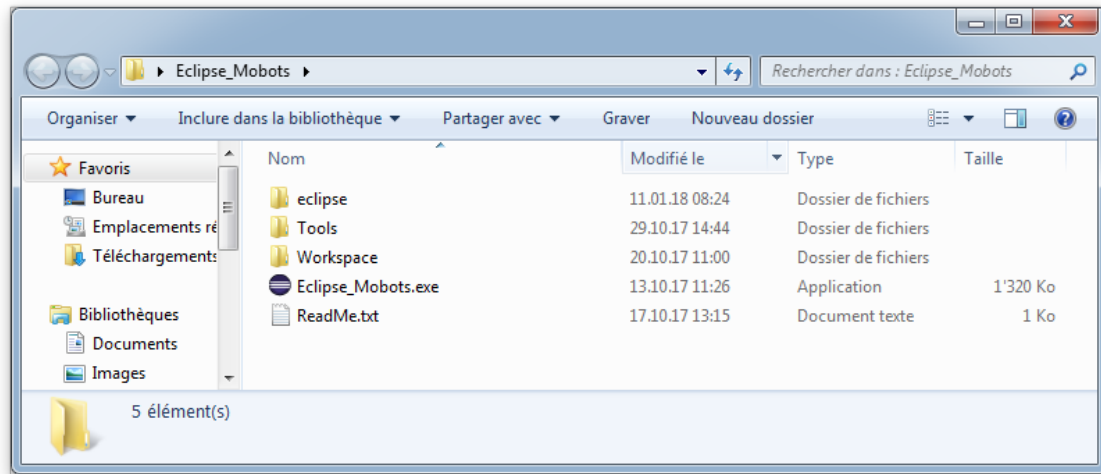 Eclipse_Mobots
Rechercher dans : Eclipse_Mobots
Organiser Inclure dans la bibliothèque Partager avec Graver Nouveau dossier
Favoris
Bureau
Emplacements ré
Téléchargements
Bibliothèques
Documents
Images
Nom Modifié le Type Taille
eclipse 11.01.18 08:24 Dossier de fichiers
Tools 29.10.17 14:44 Dossier de fichiers
Workspace 20.10.17 11:00 Dossier de fichiers
Eclipse_Mobots.exe 13.10.17 11:26 Application 1'320 Ko
ReadMe.txt 17.10.17 13:15 Document texte 1 Ko
5 élément(s)